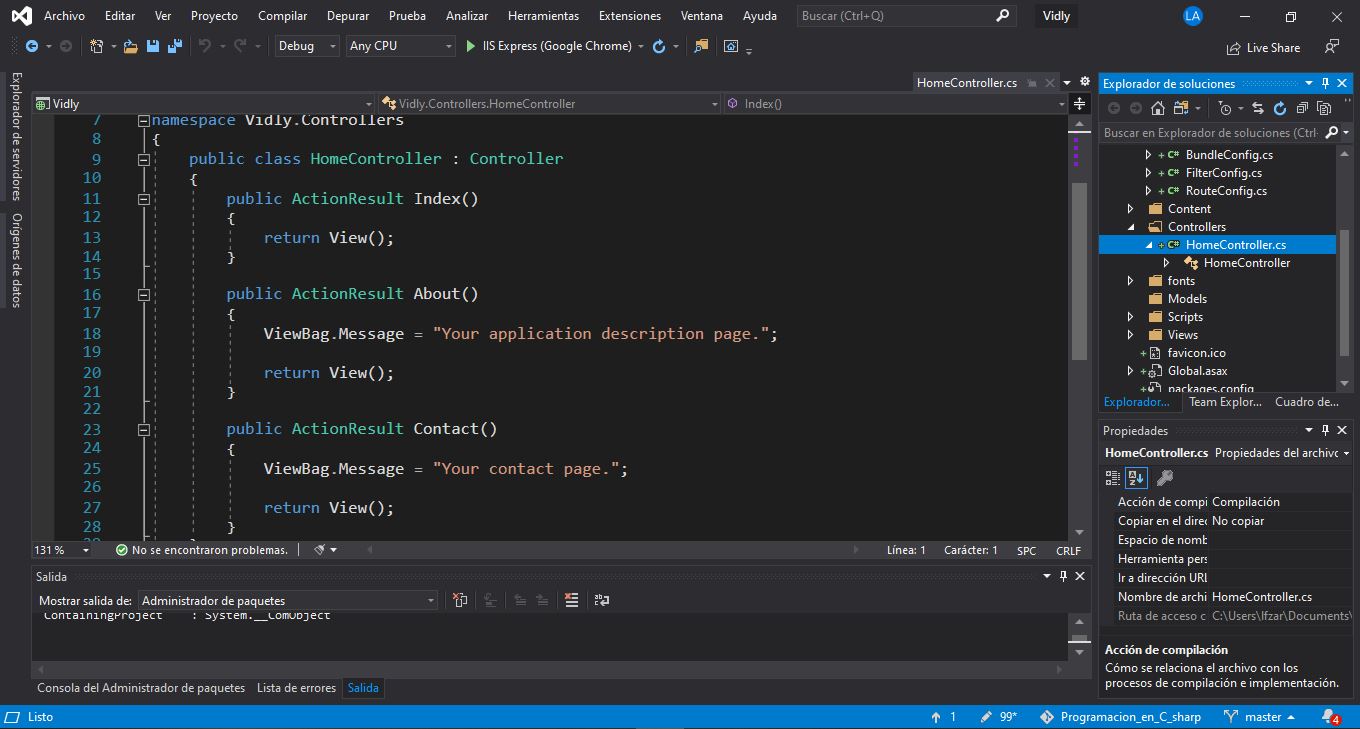 Archivo Editar Ver Proyecto Compilar Depurar Prueba Analizar Herramientas Extensiones Ventana Ayuda Buscar (Ctrl+Q) Vidly LA
Debug Any CPU IIS Express (Google Chrome) Live Share
Explorador de servidores
Orígenes de datos
HomeController.cs
Vidly Vidly.Controllers.HomeController Index()
7 namespace Vidly.Controllers
8 {
9 public class HomeController : Controller
10 {
11 public ActionResult Index()
12 {
13 return View();
14 }
15
16 public ActionResult About()
17 {
18 ViewBag.Message = "Your application description page.";
19
20 return View();
21 }
22
23 public ActionResult Contact()
24 {
25 ViewBag.Message = "Your contact page.";
26
27 return View();
28 }
29 }
131 % No se encontraron problemas. Línea: 1 Carácter: 1 SPC CRLF
Salida
Mostrar salida de: Administrador de paquetes
ContainingProject : System.__ComObject
Consola del Administrador de paquetes Lista de errores Salida
Explorador de soluciones
Buscar en Explorador de soluciones (Ctrl
BundleConfig.cs
FilterConfig.cs
RouteConfig.cs
Content
Controllers
HomeController.cs
HomeController
fonts
Models
Scripts
Views
favicon.ico
Global.asax
packages.config
Explorador... Team Explor... Cuadro de...
Propiedades
HomeController.cs Propiedades del archivo
Acción de compi Compilación
Copiar en el direc No copiar
Espacio de nomb
Herramienta pers
Ir a dirección URL
Nombre de archi HomeController.cs
Ruta de acceso c C:\Users\lfzar\Documents\
Acción de compilación
Cómo se relaciona el archivo con los
procesos de compilación e implementación.
Listo 1 99* Programacion_en_C_sharp master 4